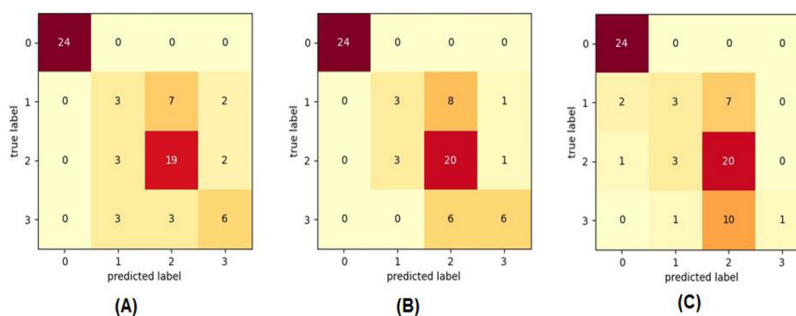 0 24 0 0 0
1 0 3 7 2
2 0 3 19 2
3 0 3 3 6
0 1 2 3
true label
predicted label
(A)
0 24 0 0 0
1 0 3 8 1
2 0 3 20 1
3 0 0 6 6
0 1 2 3
true label
predicted label
(B)
0 24 0 0 0
1 2 3 7 0
2 1 3 20 0
3 0 1 10 1
0 1 2 3
true label
predicted label
(C)